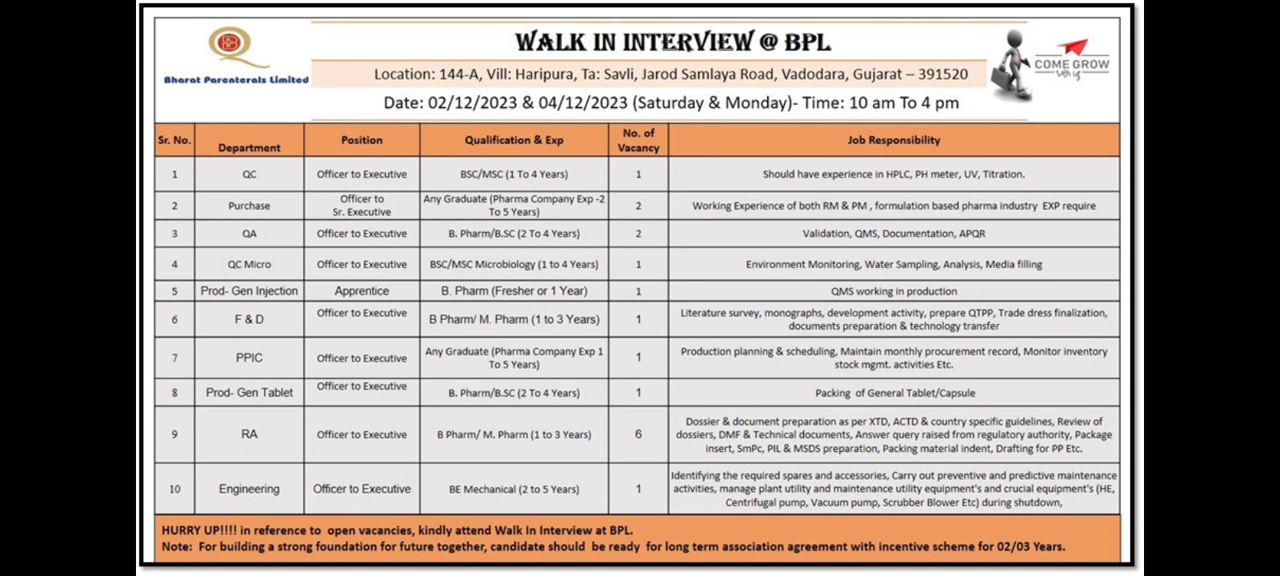 WALK IN INTERVIEW @ BPL
Bharat Parenterals Limited
Location: 144-A, Vill: Haripura, Ta: Savli, Jarod Samlaya Road, Vadodara, Gujarat – 391520
COME GROW
with us
Date: 02/12/2023 & 04/12/2023 (Saturday & Monday)- Time: 10 am To 4 pm
Sr. No. Department Position Qualification & Exp No. of Vacancy Job Responsibility
1 QC Officer to Executive BSC/MSC (1 To 4 Years) 1 Should have experience in HPLC, PH meter, UV, Titration.
2 Purchase Officer to Sr. Executive Any Graduate (Pharma Company Exp -2 To 5 Years) 2 Working Experience of both RM & PM , formulation based pharma industry EXP require
3 QA Officer to Executive B. Pharm/B.SC (2 To 4 Years) 2 Validation, QMS, Documentation, APQR
4 QC Micro Officer to Executive BSC/MSC Microbiology (1 to 4 Years) 1 Environment Monitoring, Water Sampling, Analysis, Media filling
5 Prod- Gen Injection Apprentice B. Pharm (Fresher or 1 Year) 1 QMS working in production
6 F & D Officer to Executive B Pharm/ M. Pharm (1 to 3 Years) 1 Literature survey, monographs, development activity, prepare QTPP, Trade dress finalization,
documents preparation & technology transfer
7 PPIC Officer to Executive Any Graduate (Pharma Company Exp 1 To 5 Years) 1 Production planning & scheduling, Maintain monthly procurement record, Monitor inventory
stock mgmt. activities Etc.
8 Prod- Gen Tablet Officer to Executive B. Pharm/B.SC (2 To 4 Years) 1 Packing of General Tablet/Capsule
9 RA Officer to Executive B Pharm/ M. Pharm (1 to 3 Years) 6 Dossier & document preparation as per XTD, ACTD & country specific guidelines, Review of
dossiers, DMF & Technical documents, Answer query raised from regulatory authority, Package
insert, SmPc, PIL & MSDS preparation, Packing material indent, Drafting for PP Etc.
10 Engineering Officer to Executive BE Mechanical (2 to 5 Years) 1 Identifying the required spares and accessories, Carry out preventive and predictive maintenance
activities, manage plant utility and maintenance utility equipment's and crucial equipment's (HE,
Centrifugal pump, Vacuum pump, Scrubber Blower Etc) during shutdown,
HURRY UP!!!! in reference to open vacancies, kindly attend Walk In Interview at BPL.
Note: For building a strong foundation for future together, candidate should be ready for long term association agreement with incentive scheme for 02/03 Years.